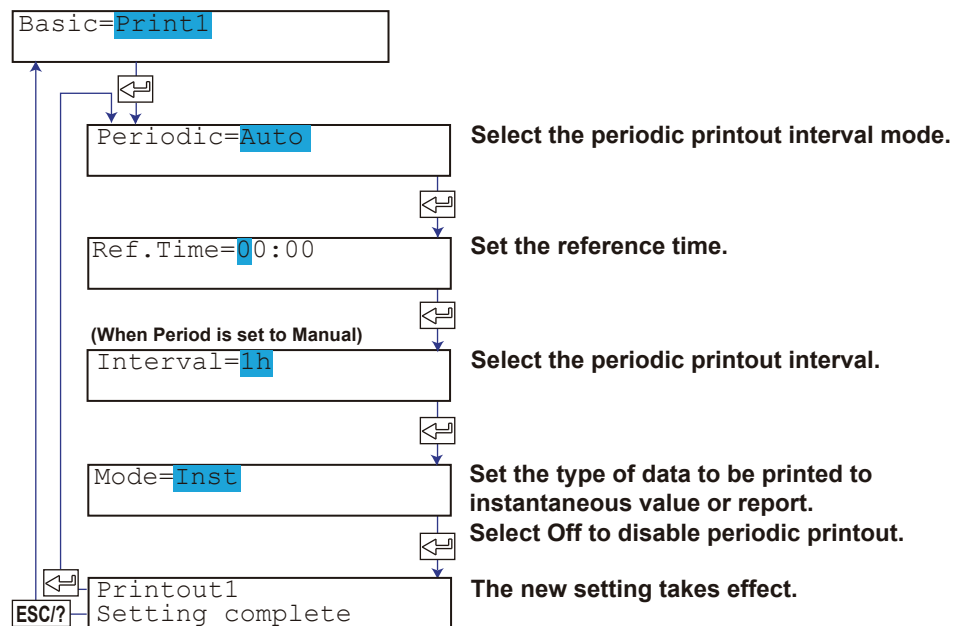 Basic=Print1
Periodic=Auto
Select the periodic printout interval mode.
Ref.Time=00:00
Set the reference time.
(When Period is set to Manual)
Interval=1h
Select the periodic printout interval.
Mode=Inst
Set the type of data to be printed to
instantaneous value or report.
Select Off to disable periodic printout.
Printout1
Setting complete
The new setting takes effect.
ESC/?